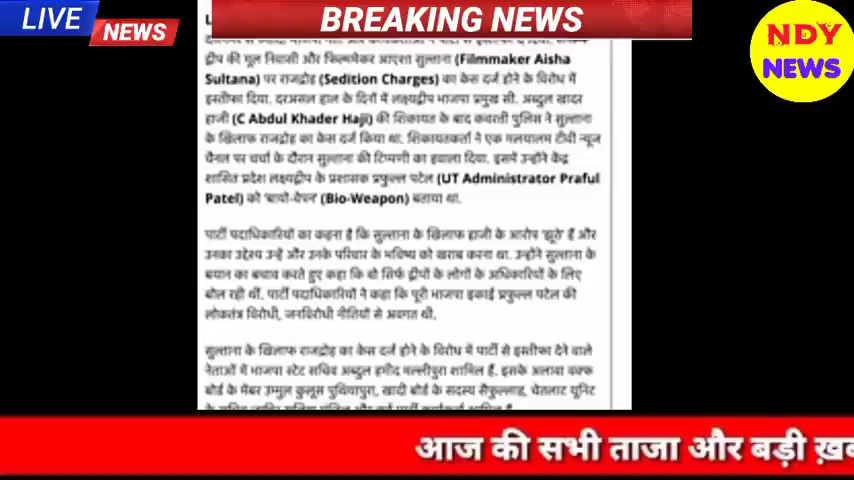 LIVE
NEWS
BREAKING NEWS
NDY
NEWS
द्वीप की मूल निवासी और फिल्ममेकर आएशा सुल्ताना (Filmmaker Aisha
Sultana) पर राजद्रोह (Sedition Charges) का केस दर्ज होने के विरोध में
इस्तीफा दिया. दरअसल हाल के दिनों में लक्ष्यद्वीप भाजपा प्रमुख सी. अब्दुल खादर
हाजी (C Abdul Khader Haji) की शिकायत के बाद कवरती पुलिस ने सुल्ताना
के खिलाफ राजद्रोह का केस दर्ज किया था. शिकायतकर्ता ने एक मलयालम टीवी न्यूज
चैनल पर चर्चा के दौरान सुल्ताना की टिप्पणी का हवाला दिया. इसमें उन्होंने केंद्र
शासित प्रदेश लक्ष्यद्वीप के प्रशासक प्रफुल्ल पटेल (UT Administrator Praful
Patel) को 'बायो-वेपन' (Bio-Weapon) बताया था.
पार्टी पदाधिकारियों का कहना है कि सुल्ताना के खिलाफ हाजी के आरोप 'झूठे' हैं और
उनका उद्देश्य उन्हें और उनके परिवार के भविष्य को खराब करना था. उन्होंने सुल्ताना के
बयान का बचाव करते हुए कहा कि वो सिर्फ द्वीपों के लोगों के अधिकारियों के लिए
बोल रही थीं. पार्टी पदाधिकारियों ने कहा कि पूरी भाजपा इकाई प्रफुल्ल पटेल की
लोकतंत्र विरोधी, जनविरोधी नीतियों से अवगत थी.
सुल्ताना के खिलाफ राजद्रोह का केस दर्ज होने के विरोध में पार्टी से इस्तीफा देने वाले
नेताओं में भाजपा स्टेट सचिव अब्दुल हमीद मल्लीपुरा शामिल हैं. इसके अलावा वक्फ
बोर्ड के मेंबर उम्मुल कुलूस पुथियापुरा, खादी बोर्ड के सदस्य सैफुल्लाह, चेतलाट यूनिट
आज की सभी ताजा और बड़ी ख़ब